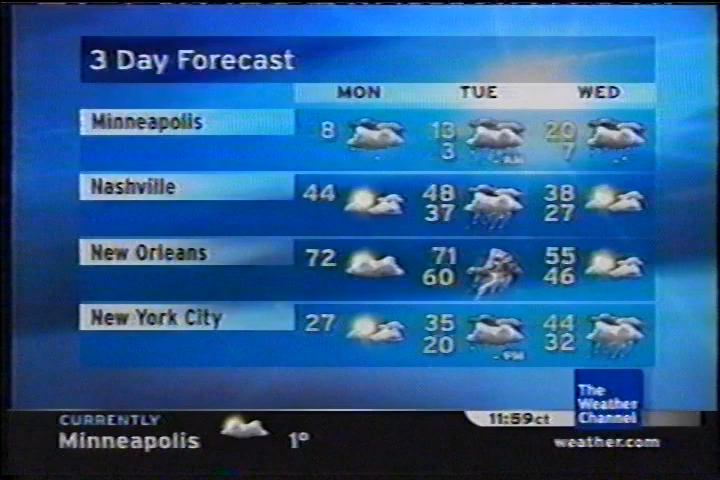 3 Day Forecast
MON TUE WED
Minneapolis 8 13 3 AM 20 7
Nashville 44 48 37 38 27
New Orleans 72 71 60 55 46
New York City 27 35 20 PM 44 32
The
Weather
Channel
CURRENTLY
11:59ct
Minneapolis 1°
weather.com